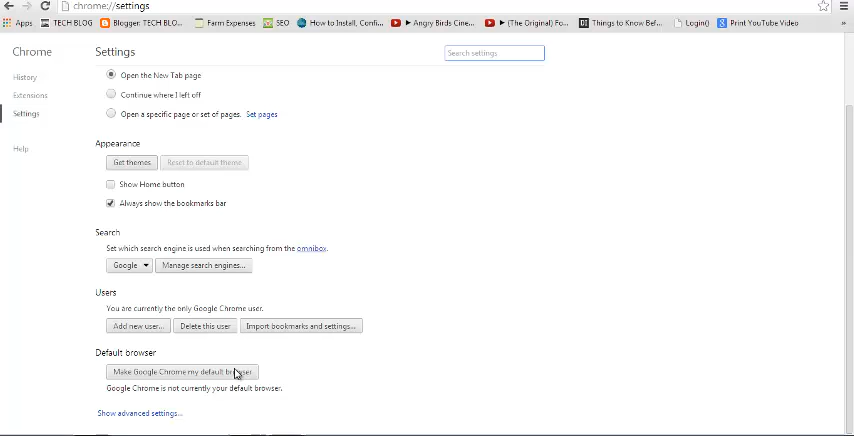 chrome://settings
Apps TECH BLOG Blogger: TECH BLO... Farm Expenses SEO How to Install, Confi... Angry Birds Cine... (The Original) Fo... Things to Know Bef... Login() Print YouTube Video »
Chrome Settings Search settings
History
Extensions
Settings
Help
Open the New Tab page
Continue where I left off
Open a specific page or set of pages. Set pages
Appearance
Get themes Reset to default theme
Show Home button
Always show the bookmarks bar
Search
Set which search engine is used when searching from the omnibox.
Google Manage search engines...
Users
You are currently the only Google Chrome user.
Add new user... Delete this user Import bookmarks and settings...
Default browser
Make Google Chrome my default browser
Google Chrome is not currently your default browser.
Show advanced settings...